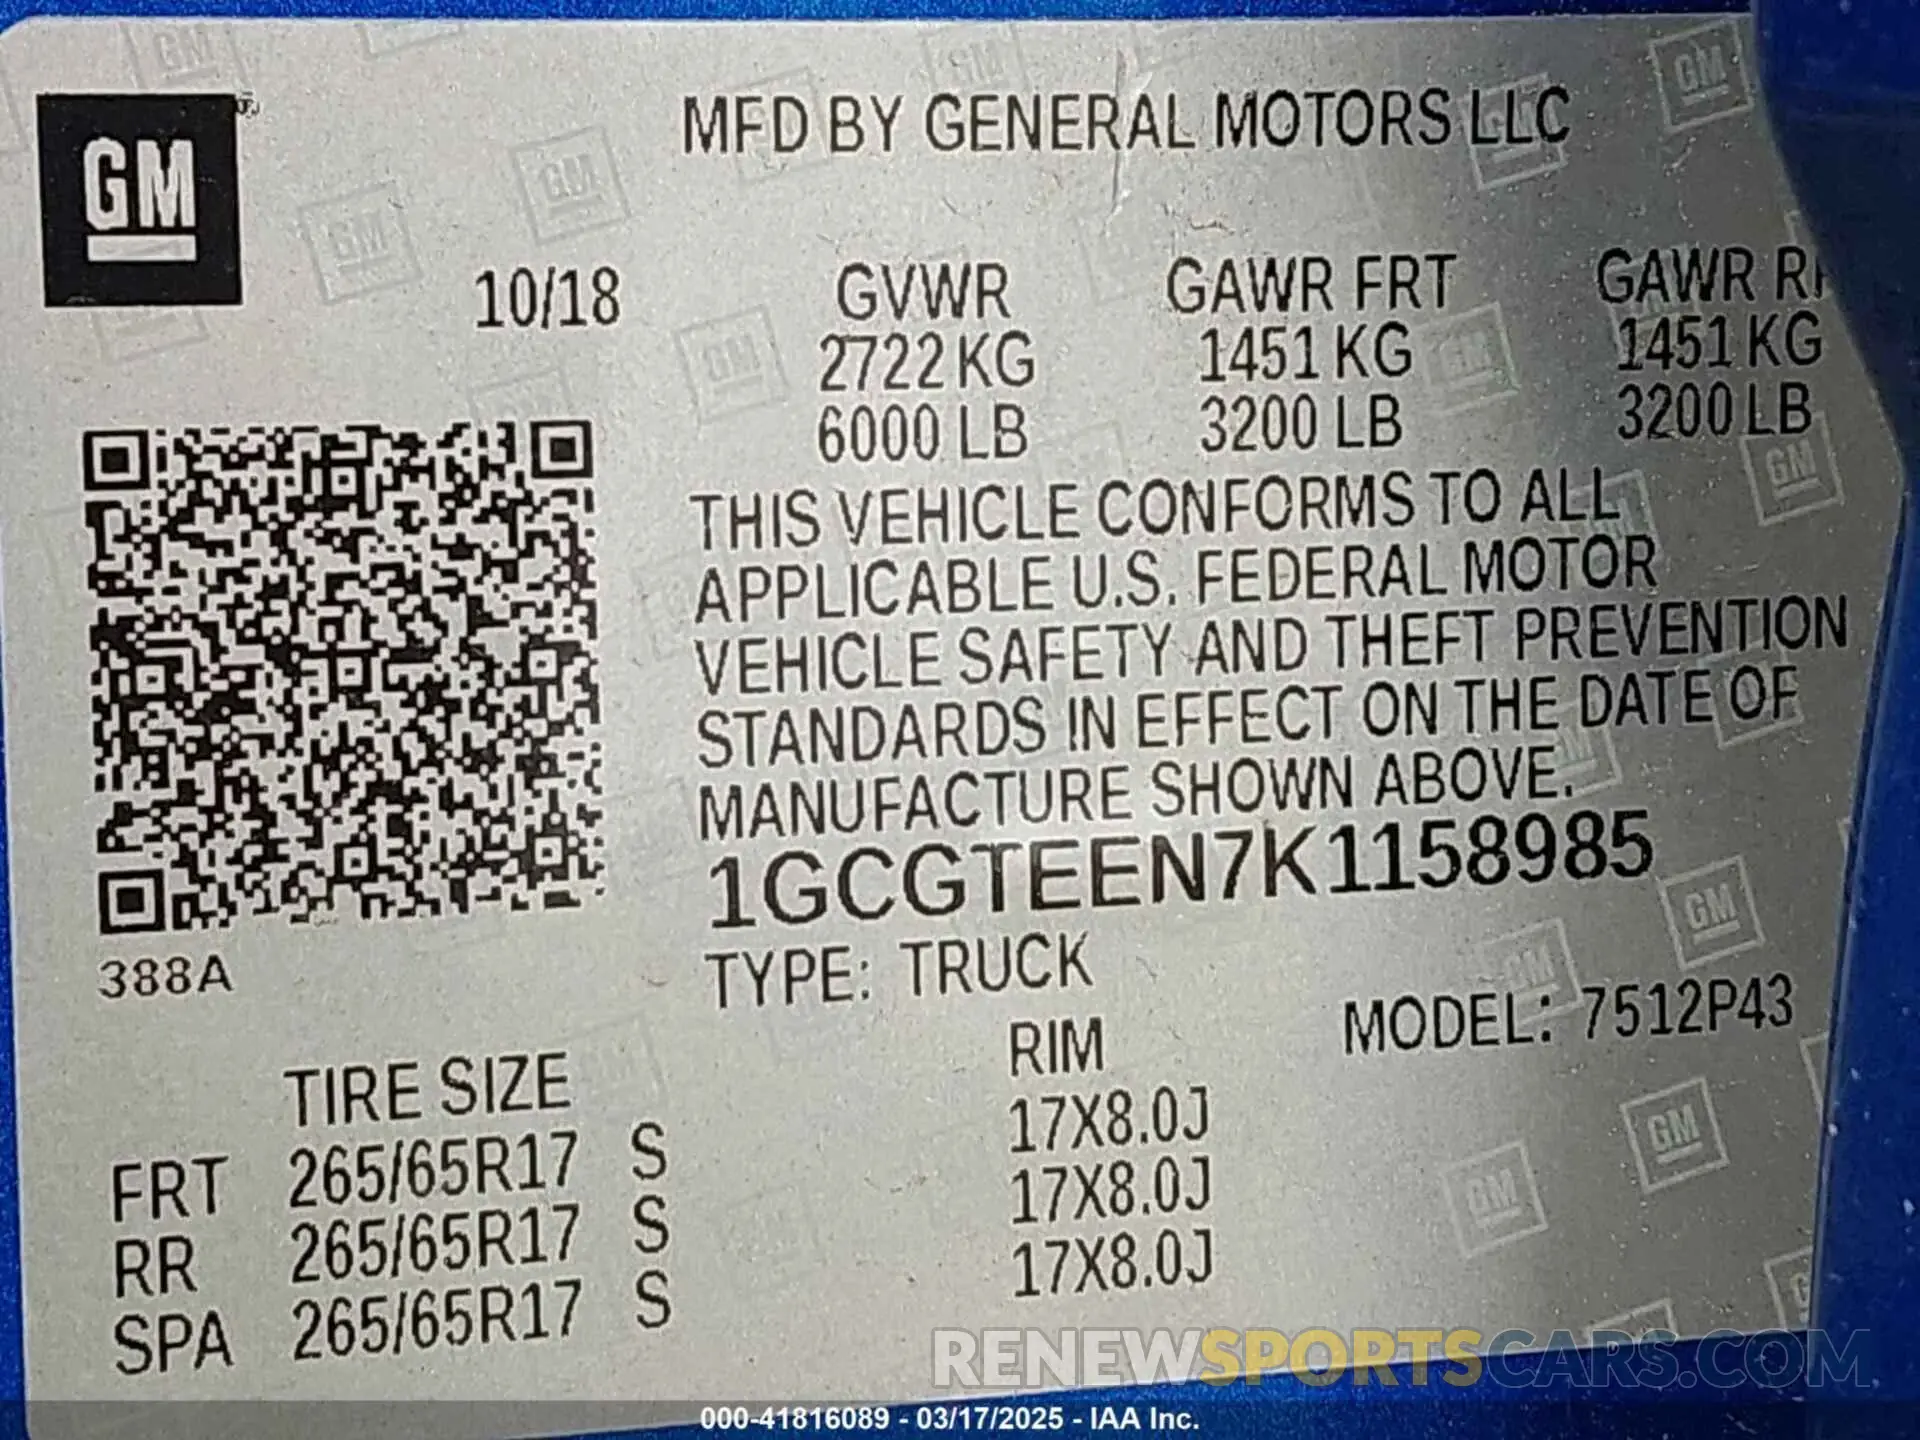 GM
MFD BY GENERAL MOTORS LLC
10/18
GVWR GAWR FRT
2722 KG 1451 KG 1451 KG
6000 LB 3200 LB 3200 LB
GAWR
THIS VEHICLE CONFORMS TO ALL
APPLICABLE U.S. FEDERAL MOTOR
VEHICLE SAFETY AND THEFT PREVENTION
STANDARDS IN EFFECT ON THE DATE OF
MANUFACTURE SHOWN ABOVE.
1GCGTEEN7K1158985
388A
TYPE: TRUCK MODEL: 7512P43
TIRE SIZE RIM
FRT 265/65R17 S 17X8.0J
RR 265/65R17 S 17X8.0J
SPA 265/65R17 S 17X8.0J
RENEWSPORTSCARS.COM
000-41816089 - 03/17/2025 - IAA Inc.